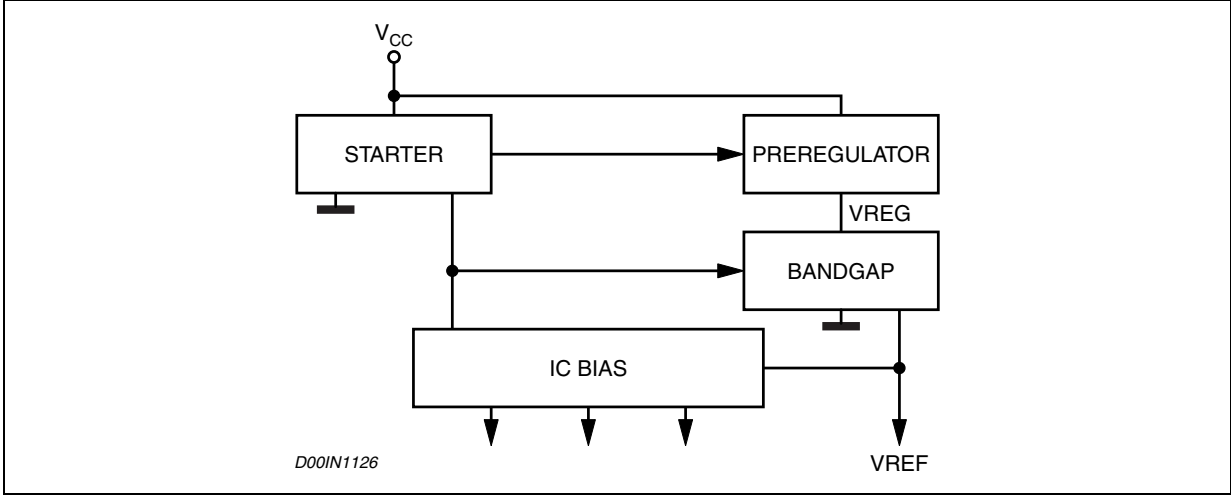 VCC
STARTER
PREREGULATOR
VREG
BANDGAP
IC BIAS
D00IN1126
VREF